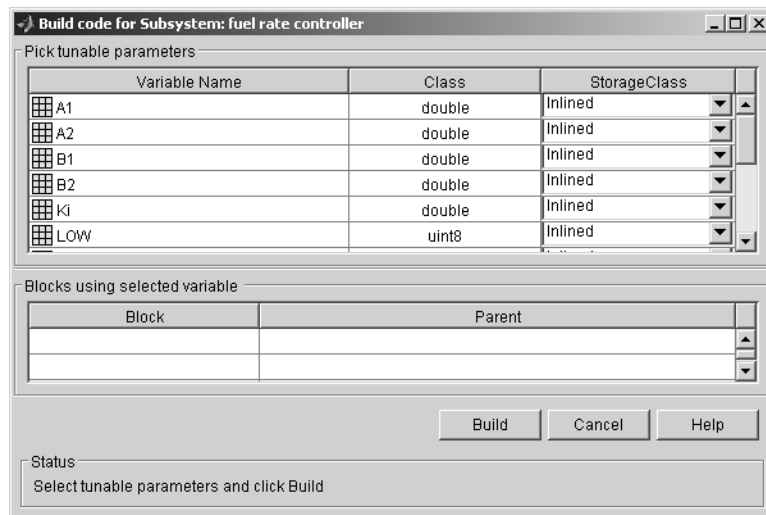 Build code for Subsystem: fuel rate controller
Pick tunable parameters
Variable Name Class StorageClass
A1 double Inlined
A2 double Inlined
B1 double Inlined
B2 double Inlined
Ki double Inlined
LOW uint8 Inlined
Blocks using selected variable
Block Parent
Build Cancel Help
Status
Select tunable parameters and click Build